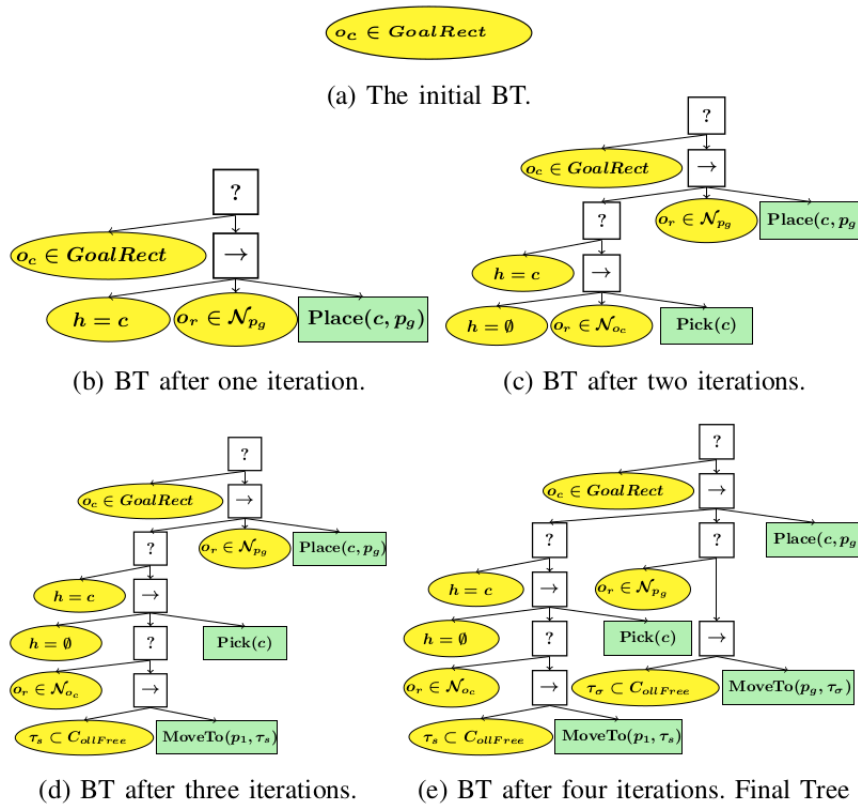 o_c ∈ GoalRect
(a) The initial BT.
?
o_c ∈ GoalRect
→
h = c
o_r ∈ N_{p_g}
Place(c, p_g)
(b) BT after one iteration.
?
o_c ∈ GoalRect
→
?
o_r ∈ N_{p_g}
Place(c, p_g
h = c
→
h = ∅
o_r ∈ N_{o_c}
Pick(c)
(c) BT after two iterations.
?
o_c ∈ GoalRect
→
?
o_r ∈ N_{p_g}
Place(c, p_g)
h = c
→
h = ∅
?
Pick(c)
o_r ∈ N_{o_c}
→
τ_s ⊂ C_{ollFree}
MoveTo(p_1, τ_s)
(d) BT after three iterations.
?
o_c ∈ GoalRect
→
?
?
Place(c, p_g
h = c
→
o_r ∈ N_{p_g}
h = ∅
?
Pick(c)
→
o_r ∈ N_{o_c}
→
τ_σ ⊂ C_{ollFree}
MoveTo(p_g, τ_σ)
τ_s ⊂ C_{ollFree}
MoveTo(p_1, τ_s)
(e) BT after four iterations. Final Tree